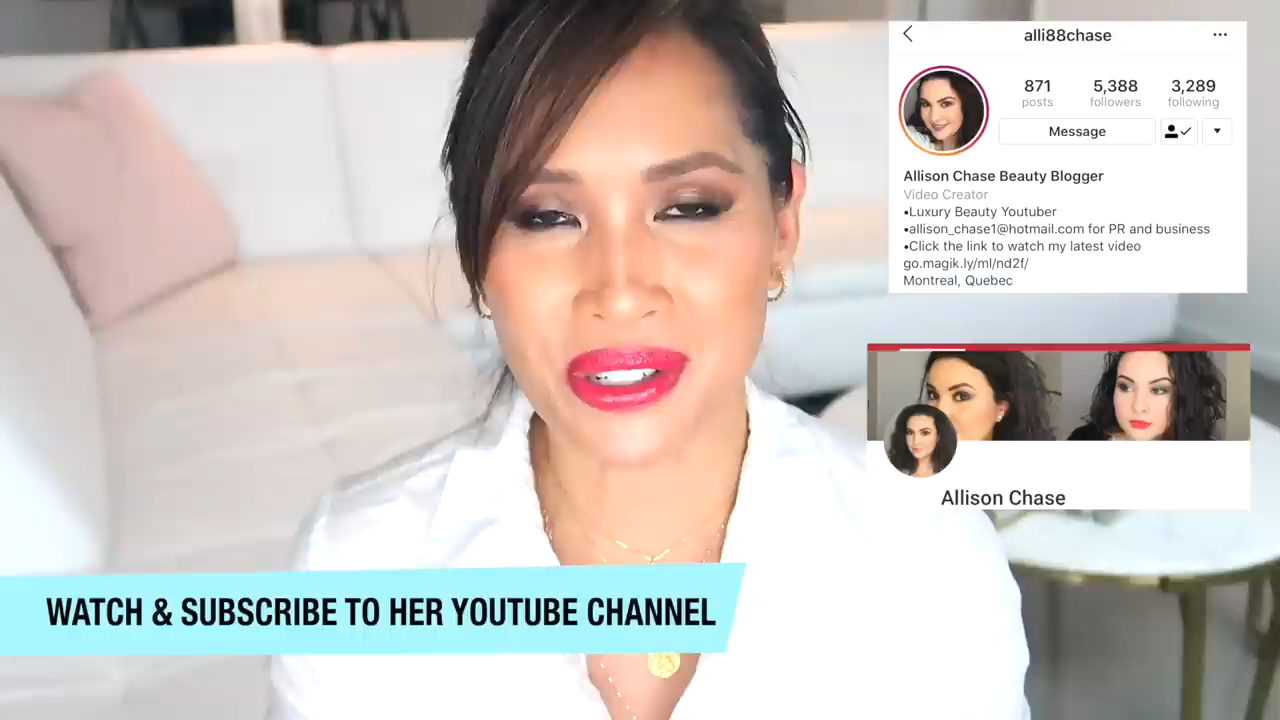 alli88chase
871 5,388 3,289
posts followers following
Message
Allison Chase Beauty Blogger
Video Creator
•Luxury Beauty Youtuber
•allison_chase1@hotmail.com for PR and business
•Click the link to watch my latest video
go.magik.ly/ml/nd2f/
Montreal, Quebec
Allison Chase
WATCH & SUBSCRIBE TO HER YOUTUBE CHANNEL